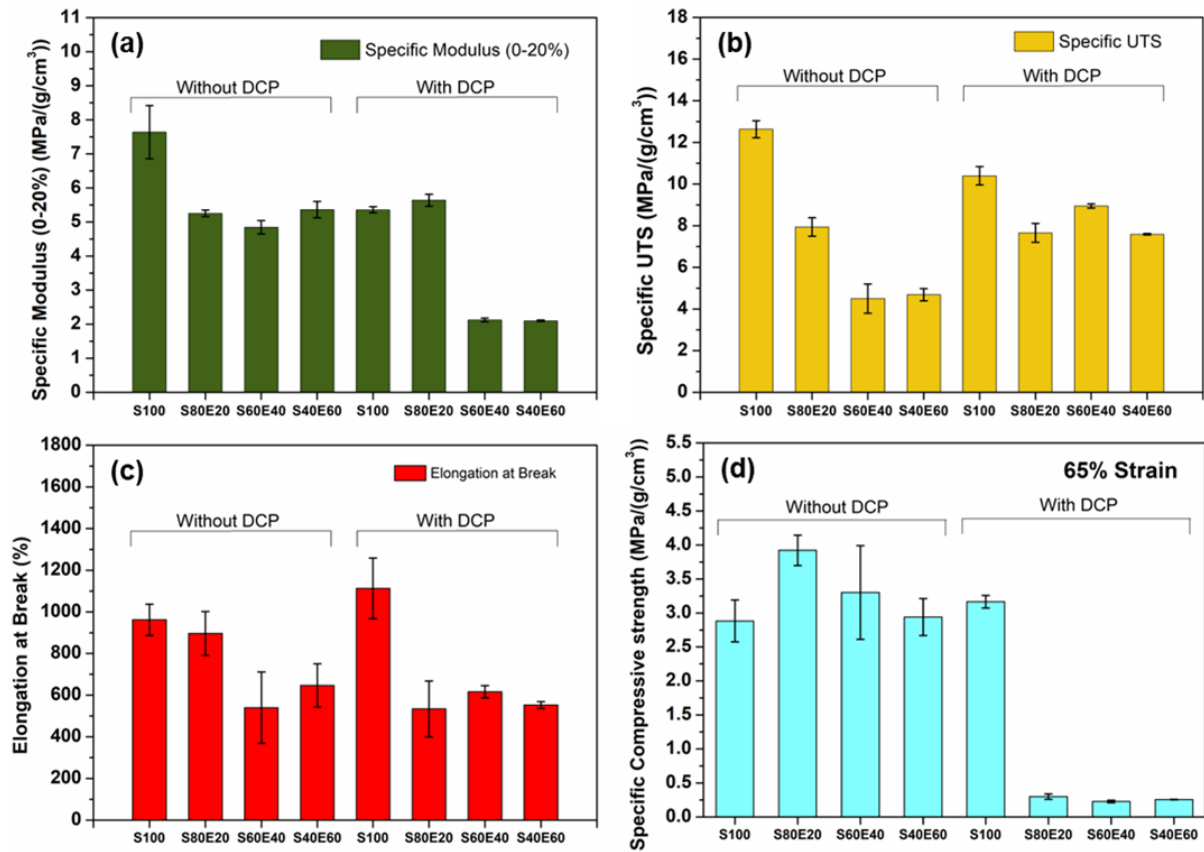 (a)
Specific Modulus (0-20%)
Without DCP
With DCP
Specific Modulus (0-20%) (MPa/(g/cm³))
11
10
9
8
7
6
5
4
3
2
1
0
S100 S80E20 S60E40 S40E60 S100 S80E20 S60E40 S40E60
(b)
Specific UTS
Without DCP
With DCP
Specific UTS (MPa/(g/cm³))
18
16
14
12
10
8
6
4
2
0
S100 S80E20 S60E40 S40E60 S100 S80E20 S60E40 S40E60
(c)
Elongation at Break
Without DCP
With DCP
Elongation at Break (%)
1800
1600
1400
1200
1000
800
600
400
200
0
S100 S80E20 S60E40 S40E60 S100 S80E20 S60E40 S40E60
(d)
65% Strain
Without DCP
With DCP
Specific Compressive strength (MPa/(g/cm³))
5.5
5.0
4.5
4.0
3.5
3.0
2.5
2.0
1.5
1.0
0.5
0.0
S100 S80E20 S60E40 S40E60 S100 S80E20 S60E40 S40E60